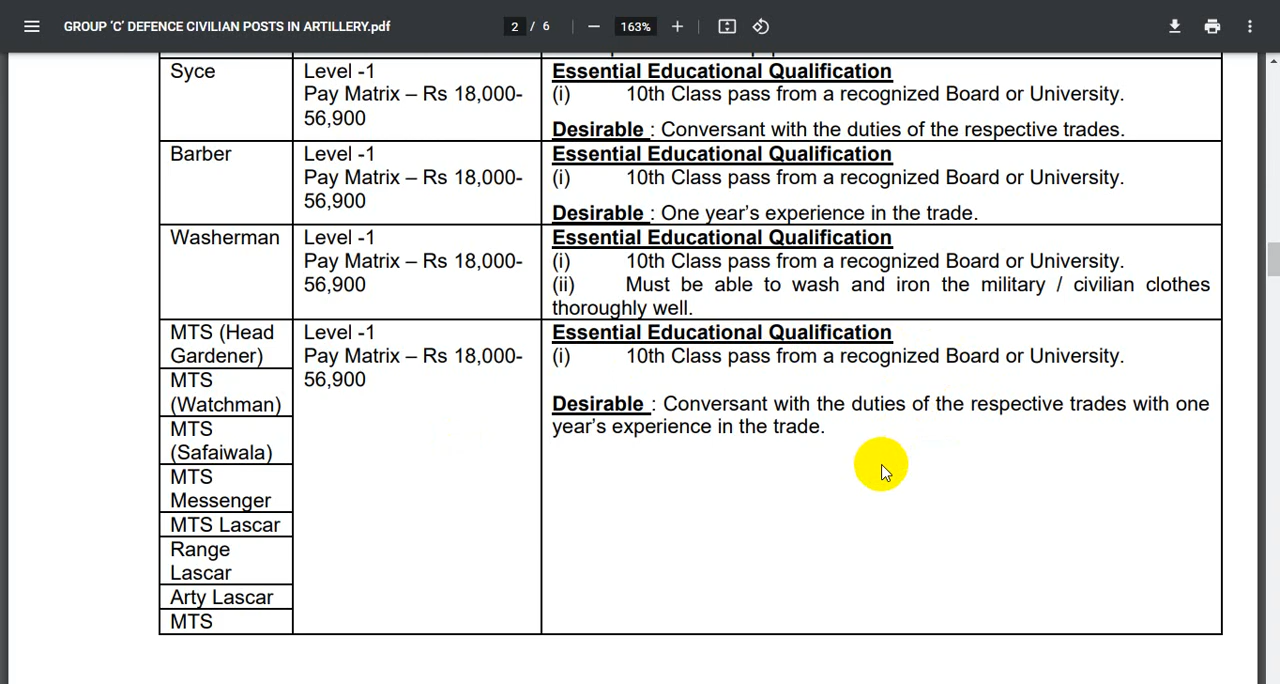 GROUP ‘C’ DEFENCE CIVILIAN POSTS IN ARTILLERY.pdf
2 / 6
163%
Syce
Level -1
Pay Matrix – Rs 18,000-
56,900
Essential Educational Qualification
(i) 10th Class pass from a recognized Board or University.
Desirable : Conversant with the duties of the respective trades.
Barber
Level -1
Pay Matrix – Rs 18,000-
56,900
Essential Educational Qualification
(i) 10th Class pass from a recognized Board or University.
Desirable : One year’s experience in the trade.
Washerman
Level -1
Pay Matrix – Rs 18,000-
56,900
Essential Educational Qualification
(i) 10th Class pass from a recognized Board or University.
(ii) Must be able to wash and iron the military / civilian clothes
thoroughly well.
MTS (Head
Gardener)
MTS
(Watchman)
MTS
(Safaiwala)
MTS
Messenger
MTS Lascar
Range
Lascar
Arty Lascar
MTS
Level -1
Pay Matrix – Rs 18,000-
56,900
Essential Educational Qualification
(i) 10th Class pass from a recognized Board or University.
Desirable : Conversant with the duties of the respective trades with one
year’s experience in the trade.